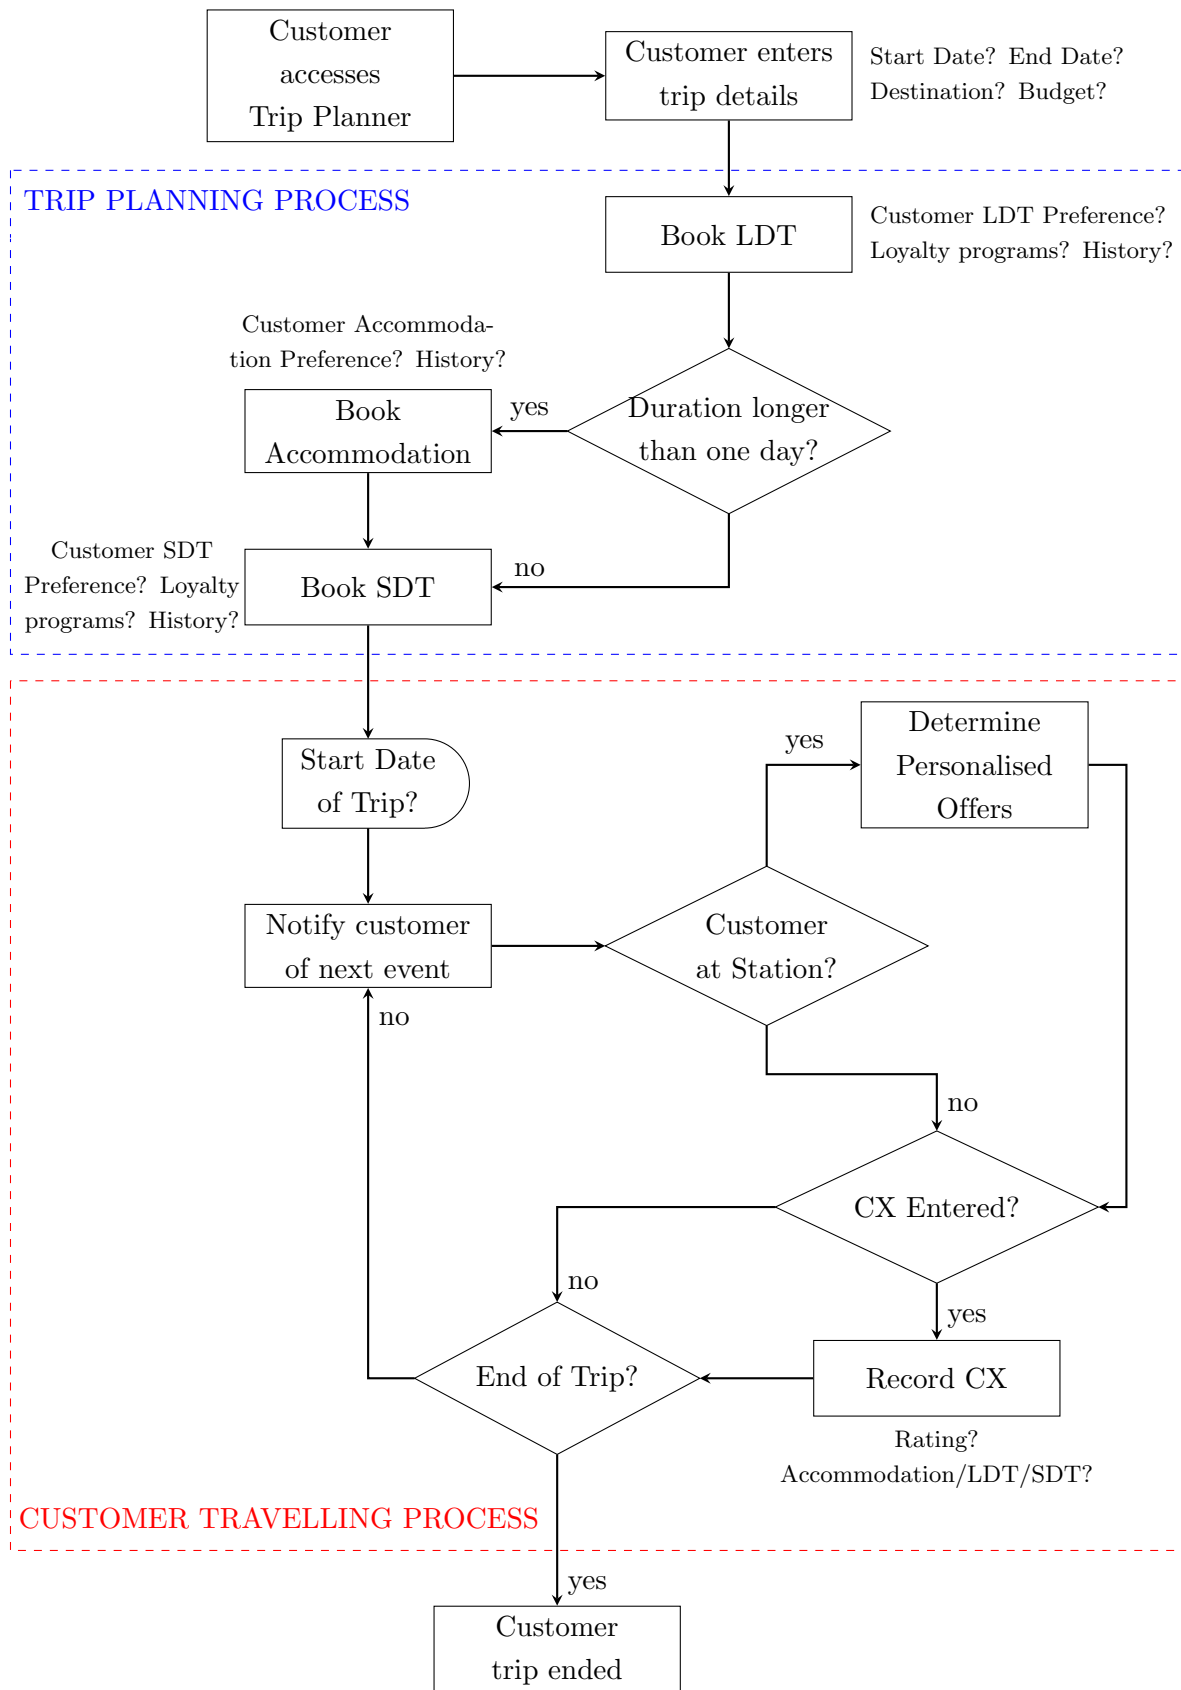 Customer
accesses
Trip Planner
Customer enters
trip details
Start Date? End Date?
Destination? Budget?
TRIP PLANNING PROCESS
Book LDT
Customer LDT Preference?
Loyalty programs? History?
Customer Accommoda-
tion Preference? History?
Book
Accommodation
yes
Duration longer
than one day?
Customer SDT
Preference? Loyalty
programs? History?
Book SDT
no
Start Date
of Trip?
yes
Determine
Personalised
Offers
Notify customer
of next event
Customer
at Station?
no
no
CX Entered?
no
yes
End of Trip?
Record CX
Rating?
Accommodation/LDT/SDT?
CUSTOMER TRAVELLING PROCESS
yes
Customer
trip ended